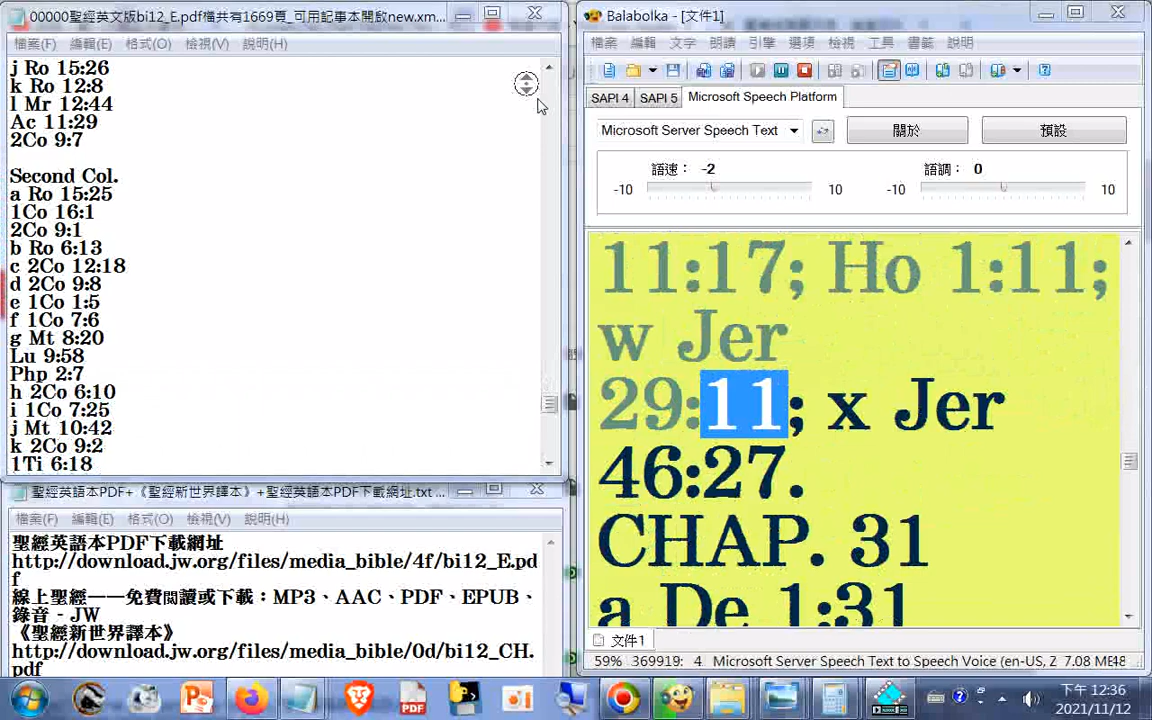 00000聖經英文版bi12_E.pdf檔共有1669頁_可用記事本開啟new.xm...
檔案(F) 編輯(E) 格式(O) 檢視(V) 說明(H)
j Ro 15:26
k Ro 12:8
l Mr 12:44
Ac 11:29
2Co 9:7
Second Col.
a Ro 15:25
1Co 16:1
2Co 9:1
b Ro 6:13
c 2Co 12:18
d 2Co 9:8
e 1Co 1:5
f 1Co 7:6
g Mt 8:20
Lu 9:58
Php 2:7
h 2Co 6:10
i 1Co 7:25
j Mt 10:42
k 2Co 9:2
1Ti 6:18
聖經英語本PDF+《聖經新世界譯本》+聖經英語本PDF下載網址.txt ...
檔案(F) 編輯(E) 格式(O) 檢視(V) 說明(H)
聖經英語本PDF下載網址
http://download.jw.org/files/media_bible/4f/bi12_E.pd
f
線上聖經——免費閱讀或下載：MP3、AAC、PDF、EPUB、
錄音 - JW
《聖經新世界譯本》
http://download.jw.org/files/media_bible/0d/bi12_CH.
pdf
Balabolka - [文件1]
檔案 編輯 文字 朗讀 引擎 選項 檢視 工具 書籤 說明
SAPI 4 SAPI 5 Microsoft Speech Platform
Microsoft Server Speech Text 關於 預設
語速： -2 語調： 0
-10 10 -10 10
11:17; Ho 1:11;
w Jer
29:11; x Jer
46:27.
CHAP. 31
a De 1:31
文件1
59% 369919: 4 Microsoft Server Speech Text to Speech Voice (en-US, Z 7.08 MB
下午 12:36
2021/11/12